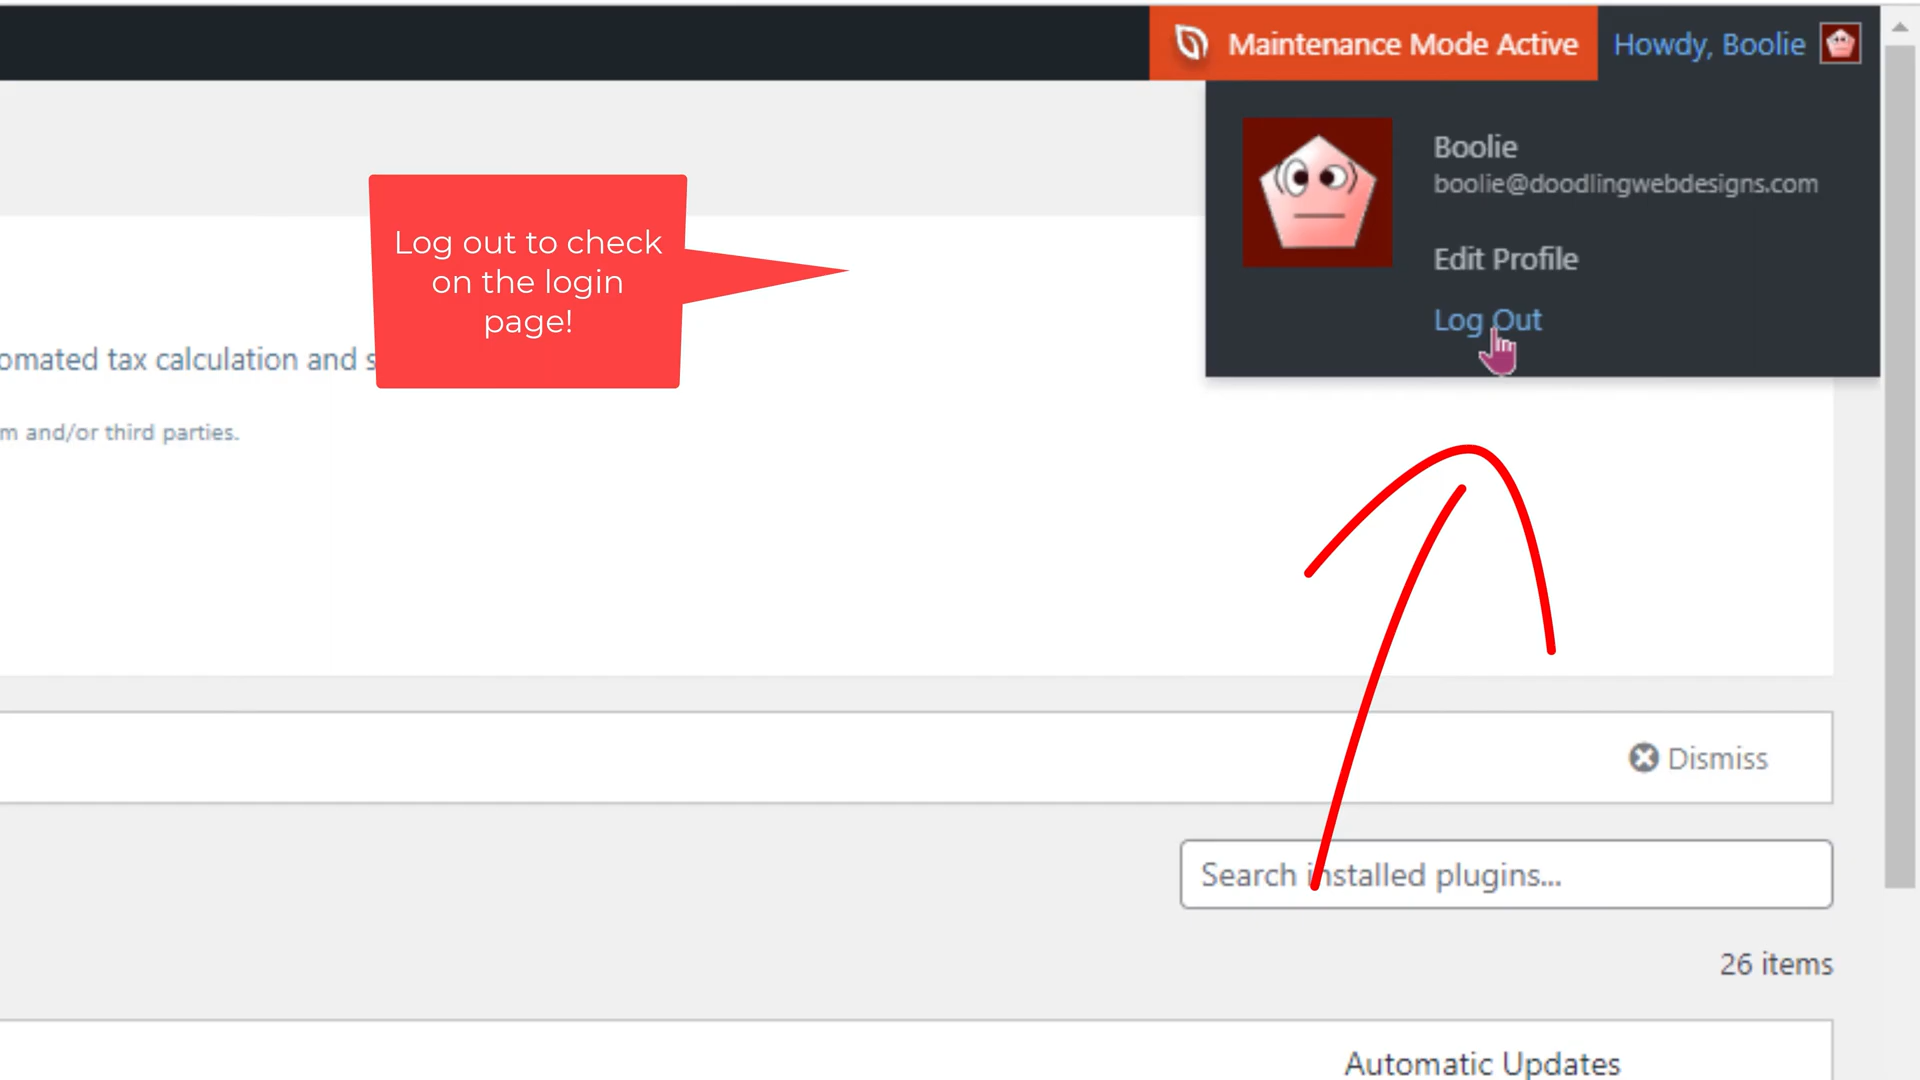 Maintenance Mode Active
Howdy, Boolie
Boolie
boolie@doodlingwebdesigns.com
Edit Profile
Log Out
Log out to check
on the login
page!
omated tax calculation and s
m and/or third parties.
Dismiss
Search installed plugins...
26 items
Automatic Updates